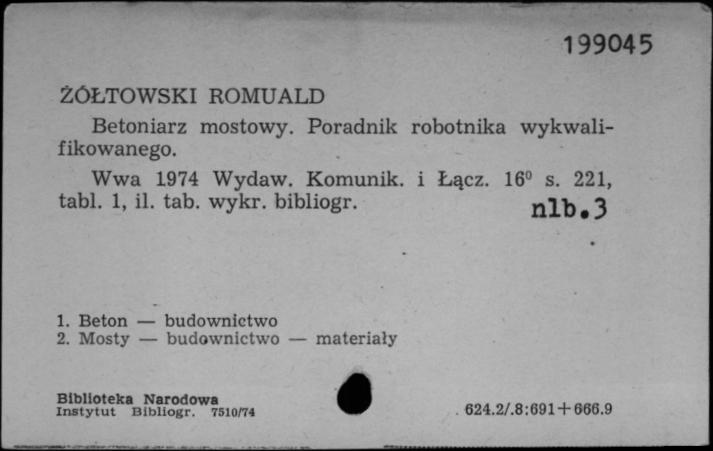 199045
ŻÓŁTOWSKI ROMUALD
Betoniarz mostowy. Poradnik robotnika wykwali-
fikowanego.
Wwa 1974 Wydaw. Komunik. i Łącz. 16⁰ s. 221,
tabl. 1, il. tab. wykr. bibliogr.
nlb.3
1. Beton — budownictwo
2. Mosty — budownictwo — materiały
Biblioteka Narodowa
Instytut Bibliogr. 7510/74
624.2/.8:691+666.9